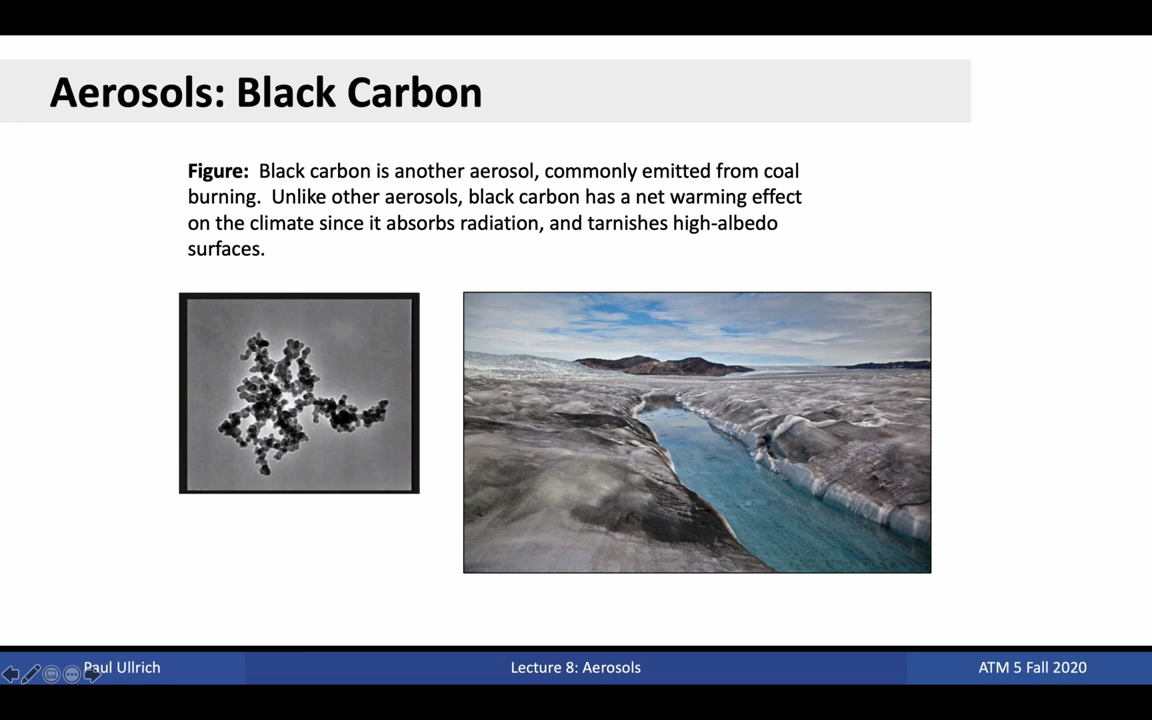 Aerosols: Black Carbon
Figure: Black carbon is another aerosol, commonly emitted from coal
burning. Unlike other aerosols, black carbon has a net warming effect
on the climate since it absorbs radiation, and tarnishes high-albedo
surfaces.
Paul Ullrich
Lecture 8: Aerosols
ATM 5 Fall 2020